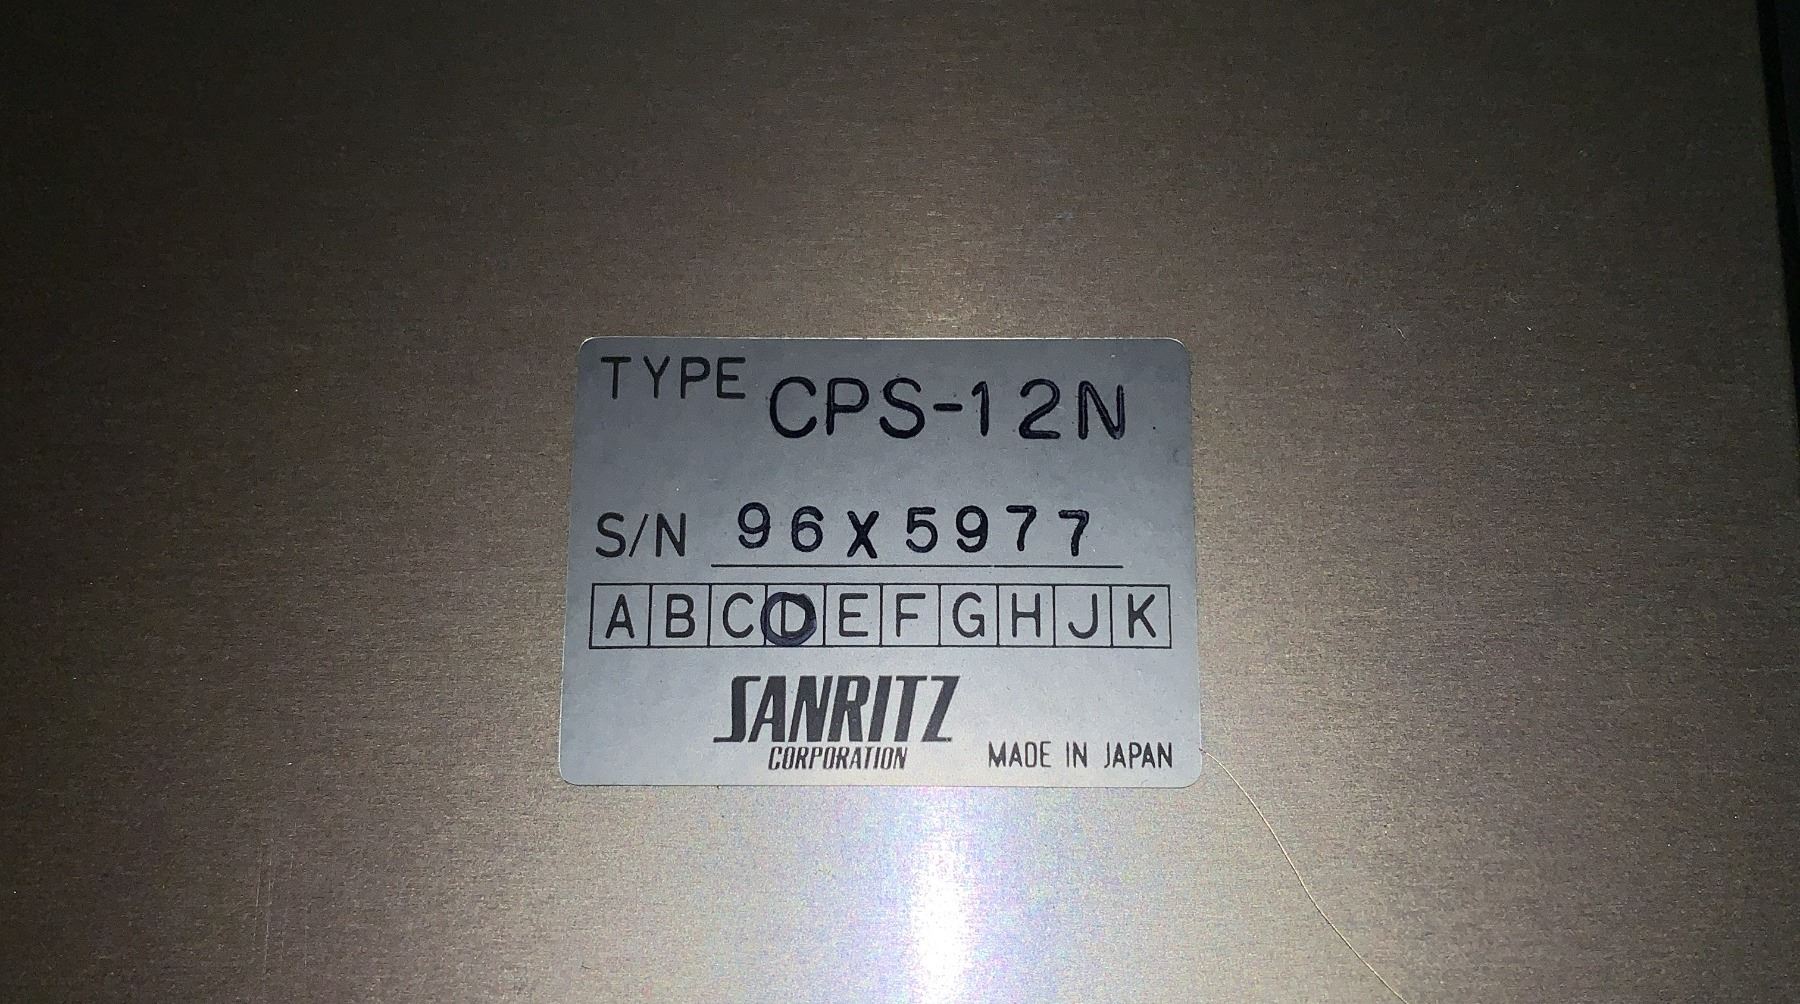 TYPE CPS-12N
S/N 96X5977
A B C D E F G H J K
SANRITZ
CORPORATION
MADE IN JAPAN